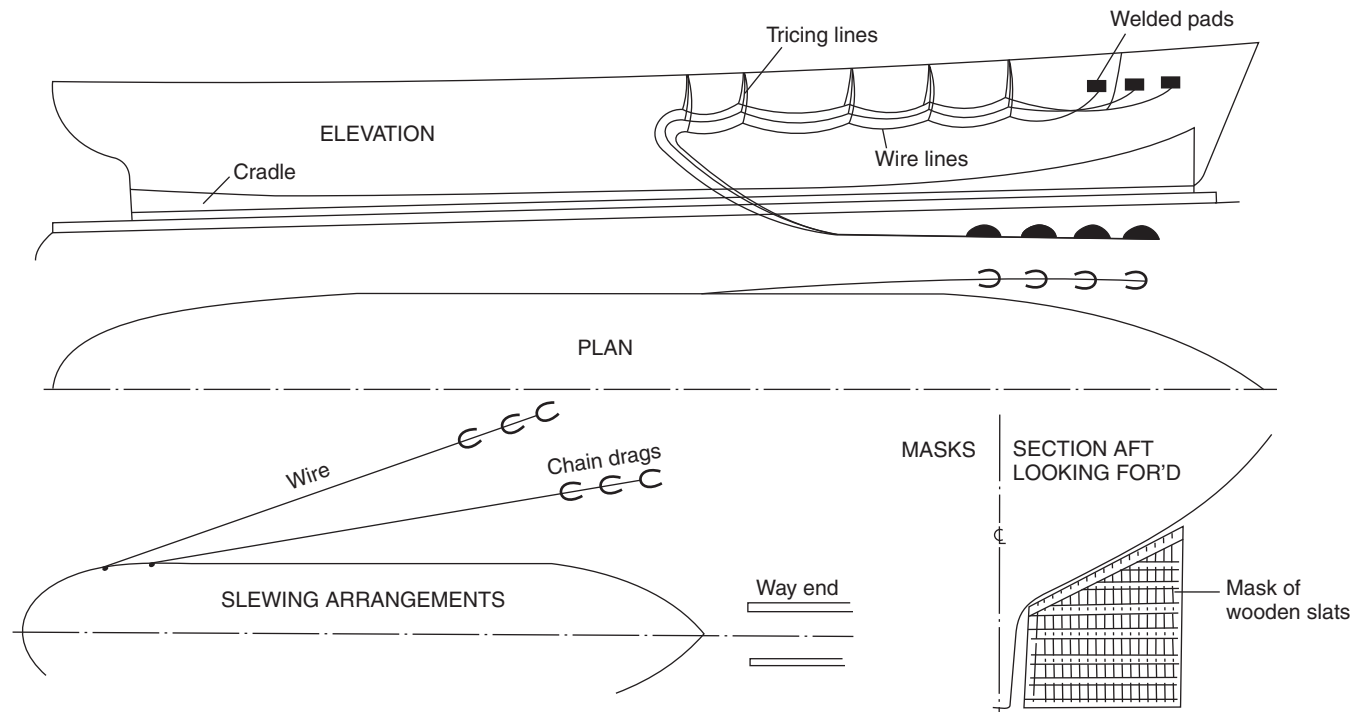 Welded pads
Tricing lines
ELEVATION
Wire lines
Cradle
PLAN
Wire
Chain drags
MASKS
SECTION AFT
LOOKING FOR'D
℄
SLEWING ARRANGEMENTS
Way end
Mask of
wooden slats